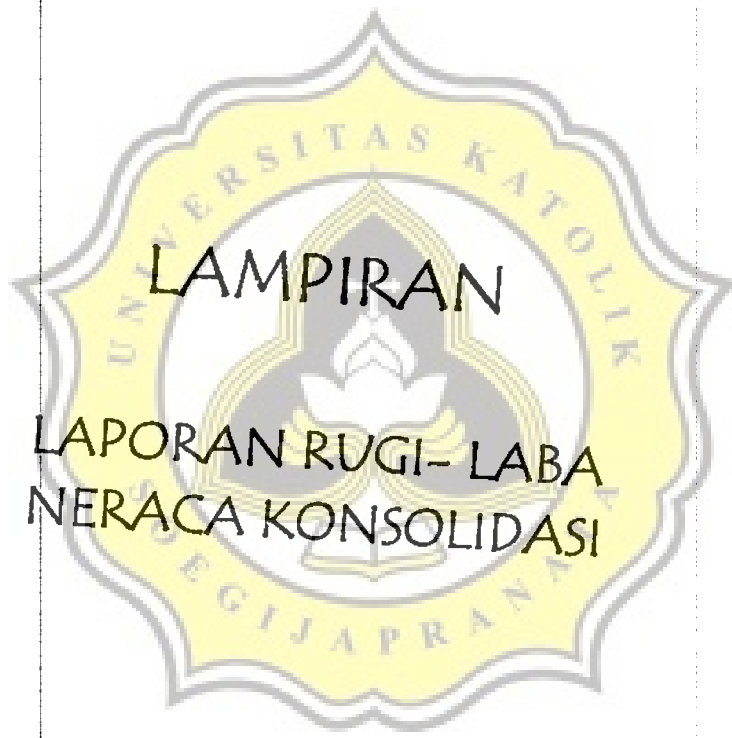 LAMPIRAN
LAPORAN RUGI- LABA
NERACA KONSOLIDASI
UNIVERSITAS KATOLIK
SOEGIJAPRANATA